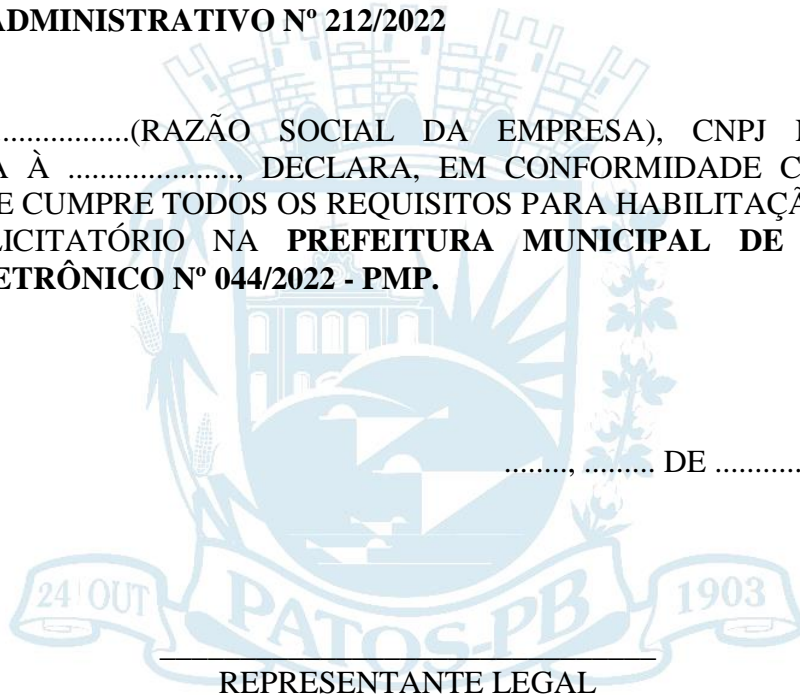 ADMINISTRATIVO Nº 212/2022
................(RAZÃO SOCIAL DA EMPRESA), CNPJ
À ...................., DECLARA, EM CONFORMIDADE
E CUMPRE TODOS OS REQUISITOS PARA HABILITAÇÃ
LICITATÓRIO NA PREFEITURA MUNICIPAL DE
ETRÔNICO Nº 044/2022 - PMP.
........, ......... DE ...........
24 OUT
PATOS-PB
1903
REPRESENTANTE LEGAL